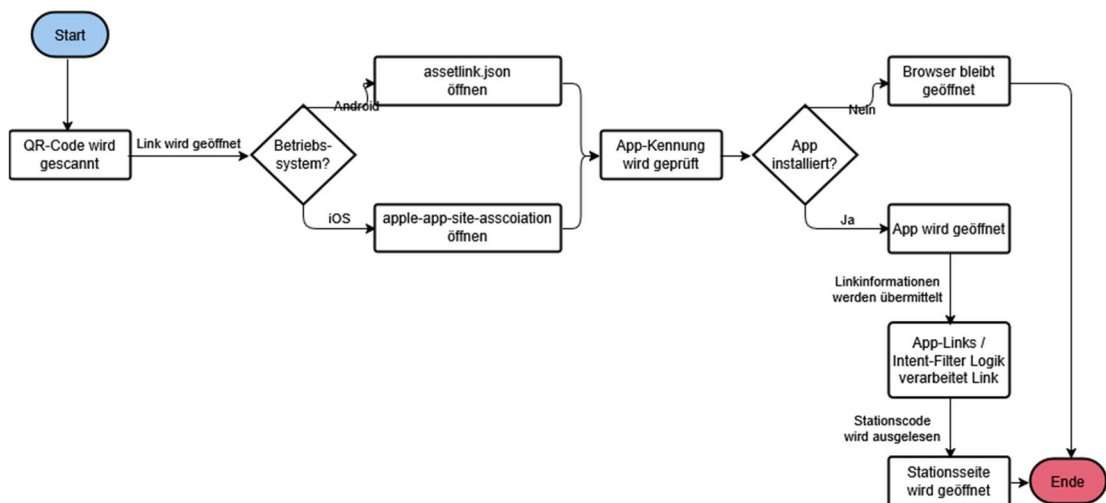 Start
QR-Code wird
gescannt
Link wird geöffnet
Betriebs-
system?
Android
assetlink.json
öffnen
iOS
apple-app-site-asscoiation
öffnen
App-Kennung
wird geprüft
App
installiert?
Nein
Browser bleibt
geöffnet
Ja
App wird geöffnet
Linkinformationen
werden übermittelt
App-Links /
Intent-Filter Logik
verarbeitet Link
Stationscode
wird ausgelesen
Stationsseite
wird geöffnet
Ende